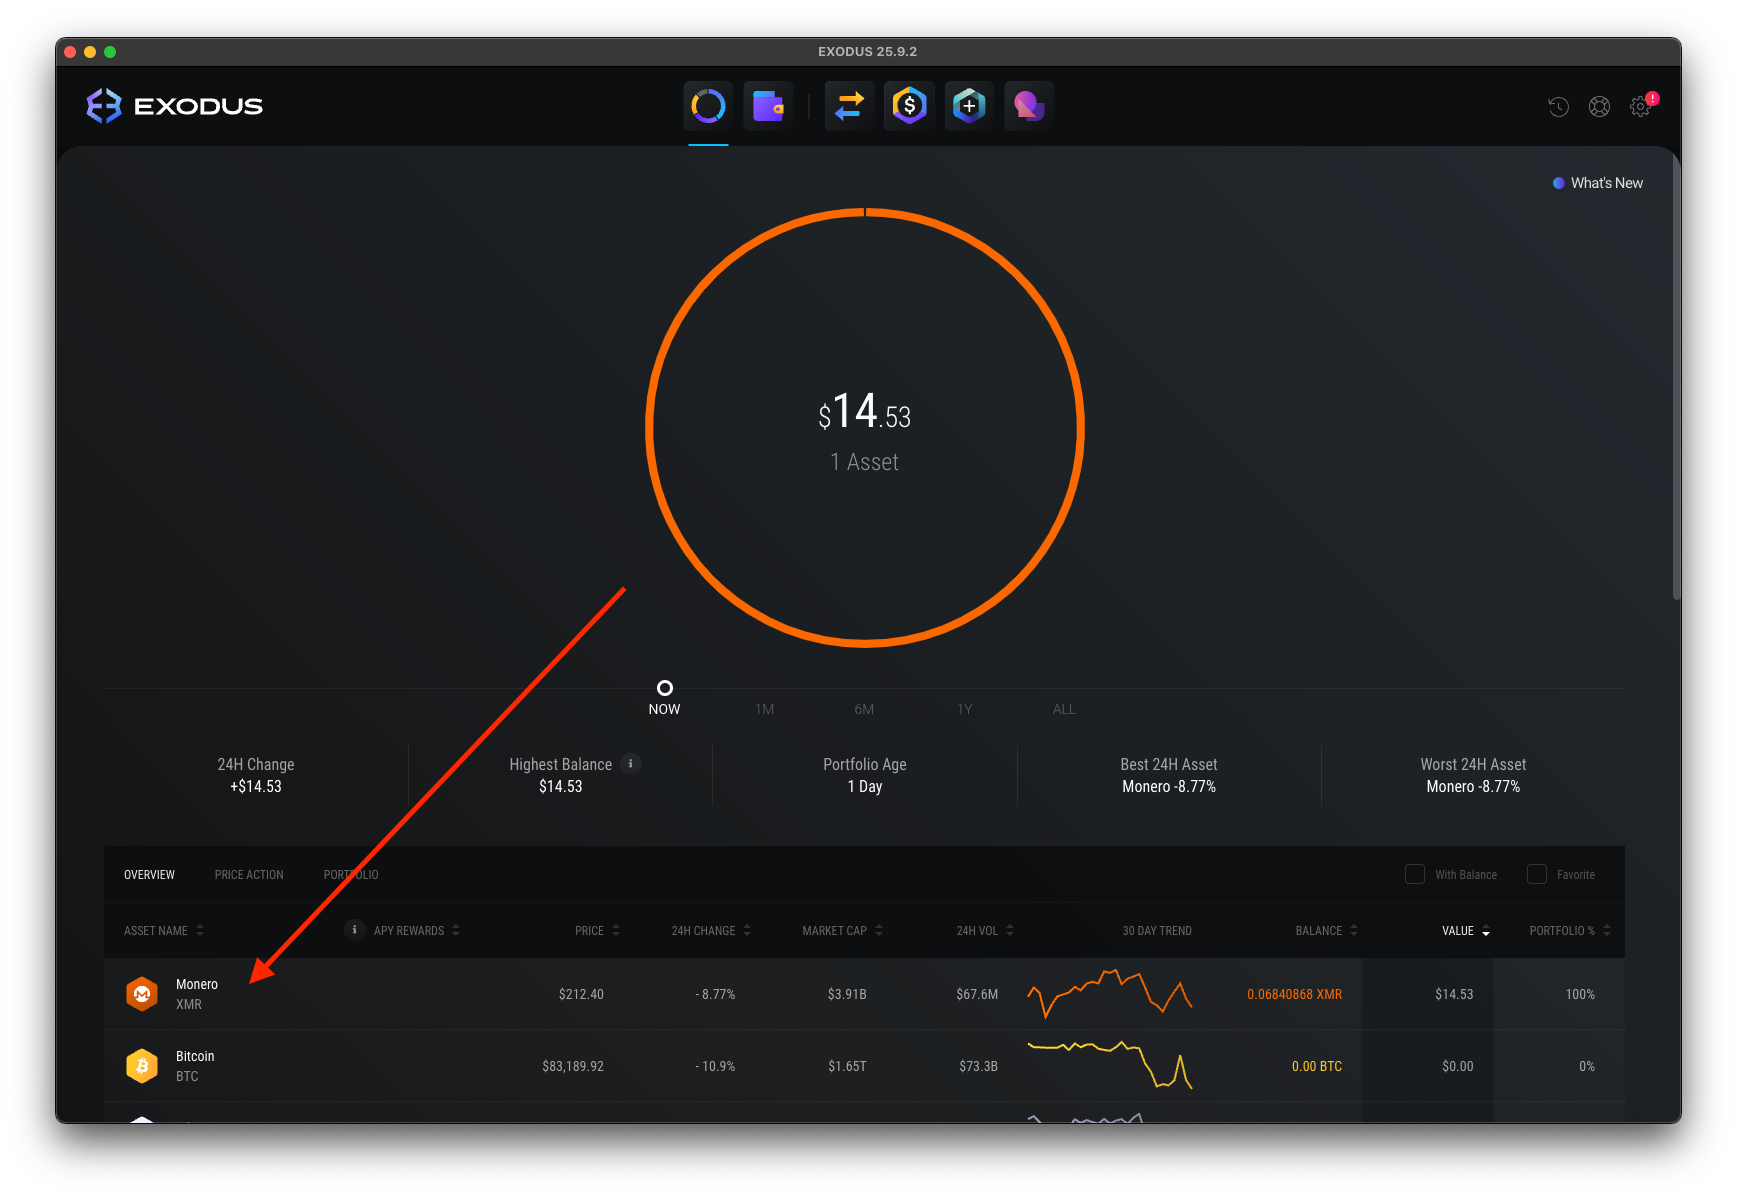 EXODUS 25.9.2
EXODUS
What's New
$14.53
1 Asset
NOW 1M 6M 1Y ALL
24H Change
+$14.53
Highest Balance i
$14.53
Portfolio Age
1 Day
Best 24H Asset
Monero -8.77%
Worst 24H Asset
Monero -8.77%
OVERVIEW PRICE ACTION PORTFOLIO With Balance Favorite
ASSET NAME i APY REWARDS PRICE 24H CHANGE MARKET CAP 24H VOL 30 DAY TREND BALANCE VALUE PORTFOLIO %
Monero
XMR
$212.40 - 8.77% $3.91B $67.6M 0.06840868 XMR $14.53 100%
Bitcoin
BTC
$83,189.92 - 10.9% $1.65T $73.3B 0.00 BTC $0.00 0%